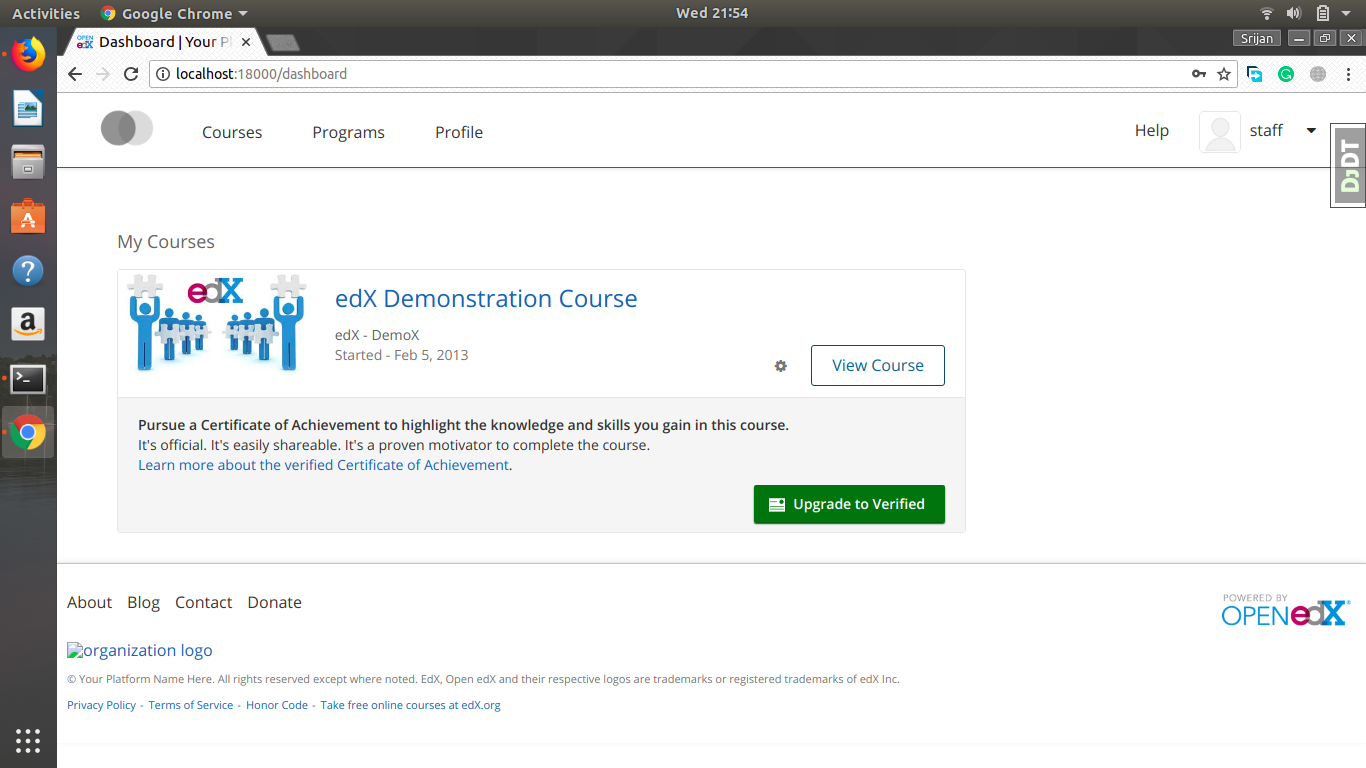 Activities Google Chrome Wed 21:54
Dashboard | Your Pl Srijan
localhost:18000/dashboard
Courses Programs Profile Help staff
DjDT
My Courses
edX
edX Demonstration Course
edX - DemoX
Started - Feb 5, 2013
View Course
Pursue a Certificate of Achievement to highlight the knowledge and skills you gain in this course.
It's official. It's easily shareable. It's a proven motivator to complete the course.
Learn more about the verified Certificate of Achievement.
Upgrade to Verified
About Blog Contact Donate
POWERED BY
OPEN edX
organization logo
© Your Platform Name Here. All rights reserved except where noted. EdX, Open edX and their respective logos are trademarks or registered trademarks of edX Inc.
Privacy Policy - Terms of Service - Honor Code - Take free online courses at edX.org